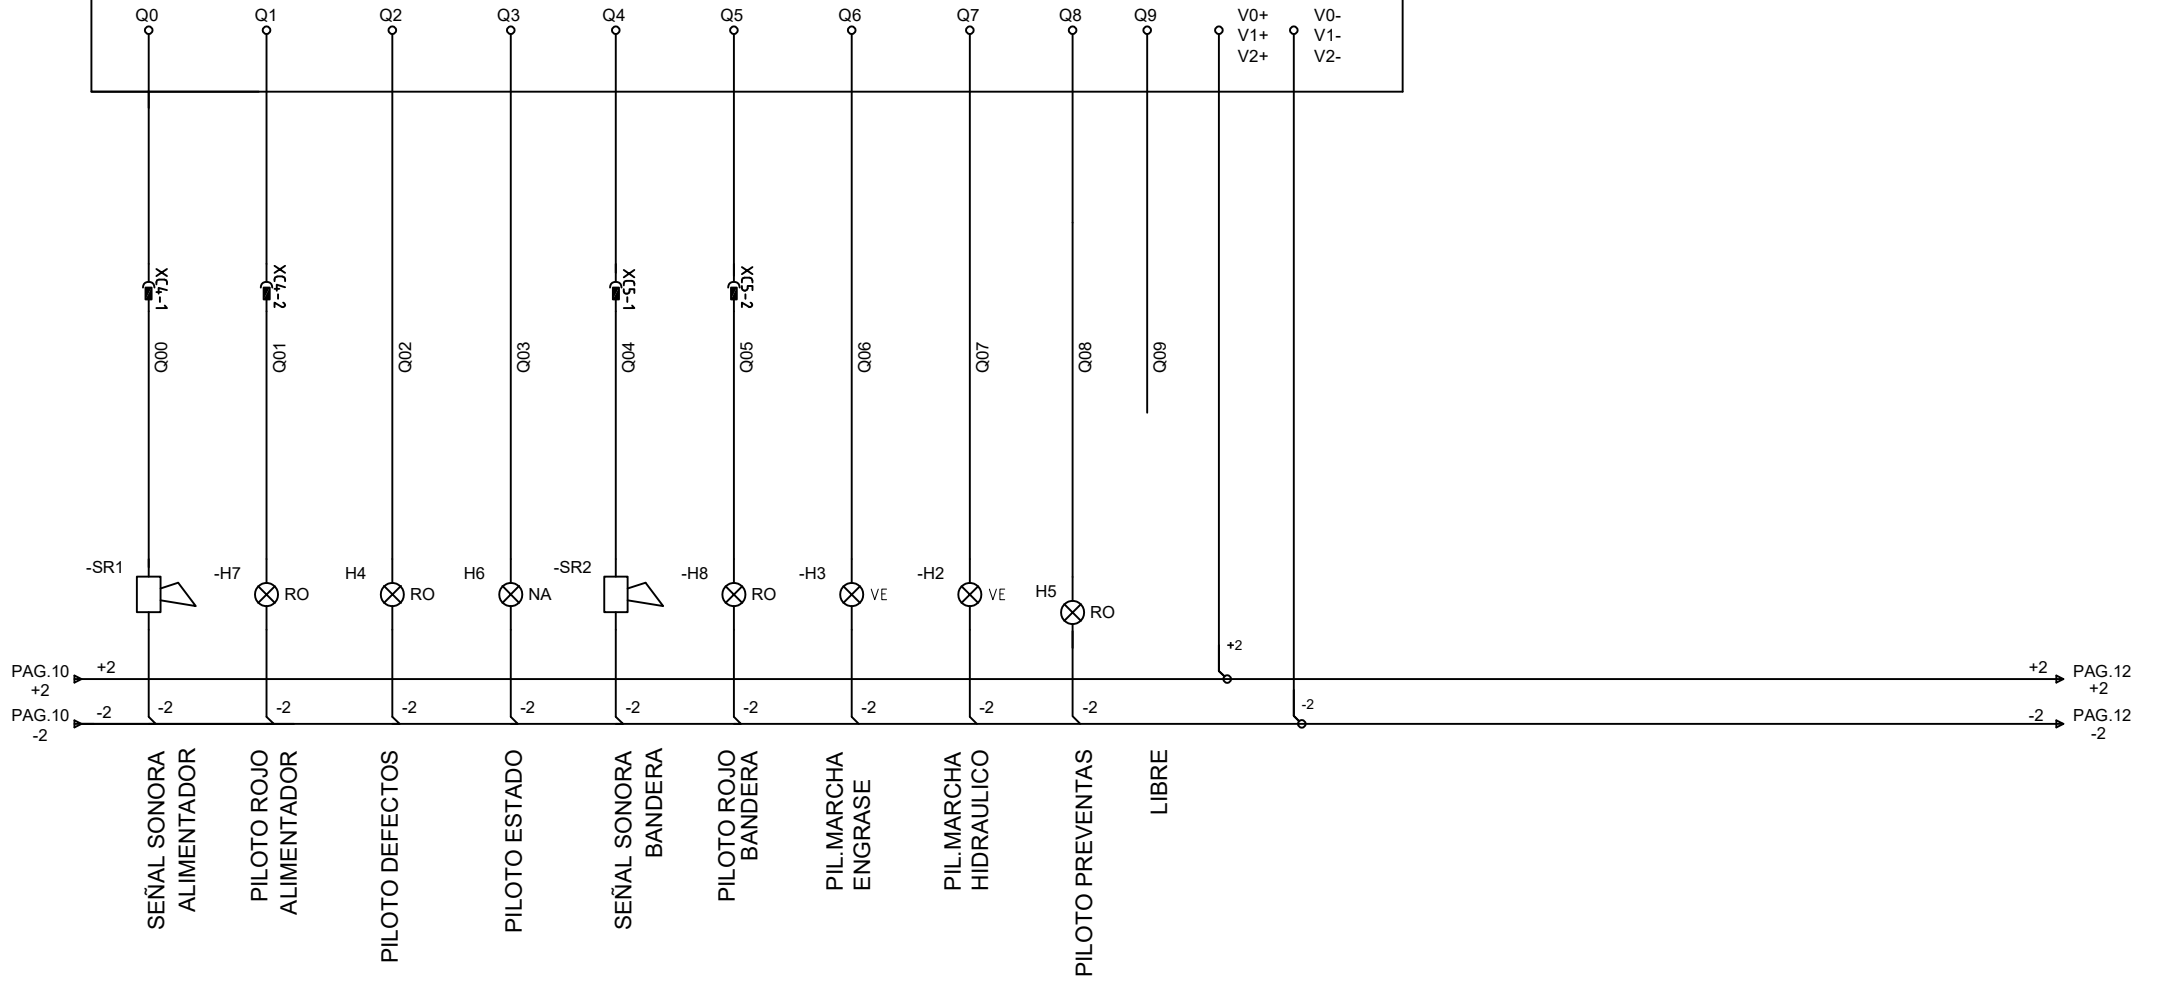 Q0 Q1 Q2 Q3 Q4 Q5 Q6 Q7 Q8 Q9 V0+ V0-
V1+ V1-
V2+ V2-
XC4-1 XC4-2 XC5-1 XC5-2
Q00 Q01 Q02 Q03 Q04 Q05 Q06 Q07 Q08 Q09
-SR1 -H7 H4 H6 -SR2 -H8 -H3 -H2 H5
RO RO NA RO VE VE RO
+2
PAG.10 +2 +2 PAG.12
+2 +2
-2
PAG.10 -2 -2 -2 -2 -2 -2 -2 -2 -2 -2 -2 PAG.12
-2 -2
SEÑAL SONORA
ALIMENTADOR
PILOTO ROJO
ALIMENTADOR
PILOTO DEFECTOS
PILOTO ESTADO
SEÑAL SONORA
BANDERA
PILOTO ROJO
BANDERA
PIL.MARCHA
ENGRASE
PIL.MARCHA
HIDRAULICO
PILOTO PREVENTAS
LIBRE